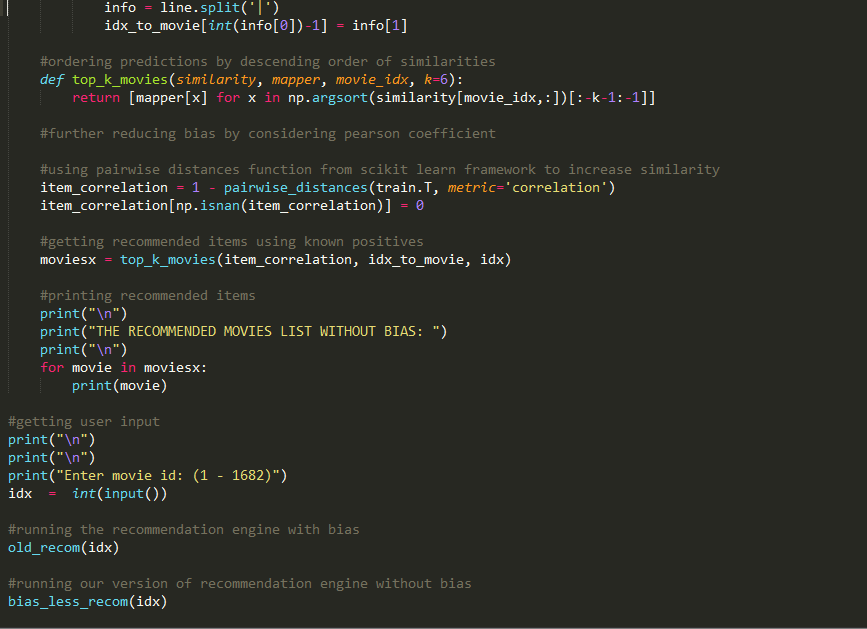 info = line.split('|')
idx_to_movie[int(info[0])-1] = info[1]
#ordering predictions by descending order of similarities
def top_k_movies(similarity, mapper, movie_idx, k=6):
return [mapper[x] for x in np.argsort(similarity[movie_idx,:])[:-k-1:-1]]
#further reducing bias by considering pearson coefficient
#using pairwise distances function from scikit learn framework to increase similarity
item_correlation = 1 - pairwise_distances(train.T, metric='correlation')
item_correlation[np.isnan(item_correlation)] = 0
#getting recommended items using known positives
moviesx = top_k_movies(item_correlation, idx_to_movie, idx)
#printing recommended items
print("\n")
print("THE RECOMMENDED MOVIES LIST WITHOUT BIAS: ")
print("\n")
for movie in moviesx:
print(movie)
#getting user input
print("\n")
print("\n")
print("Enter movie id: (1 - 1682)")
idx  =  int(input())
#running the recommendation engine with bias
old_recom(idx)
#running our version of recommendation engine without bias
bias_less_recom(idx)